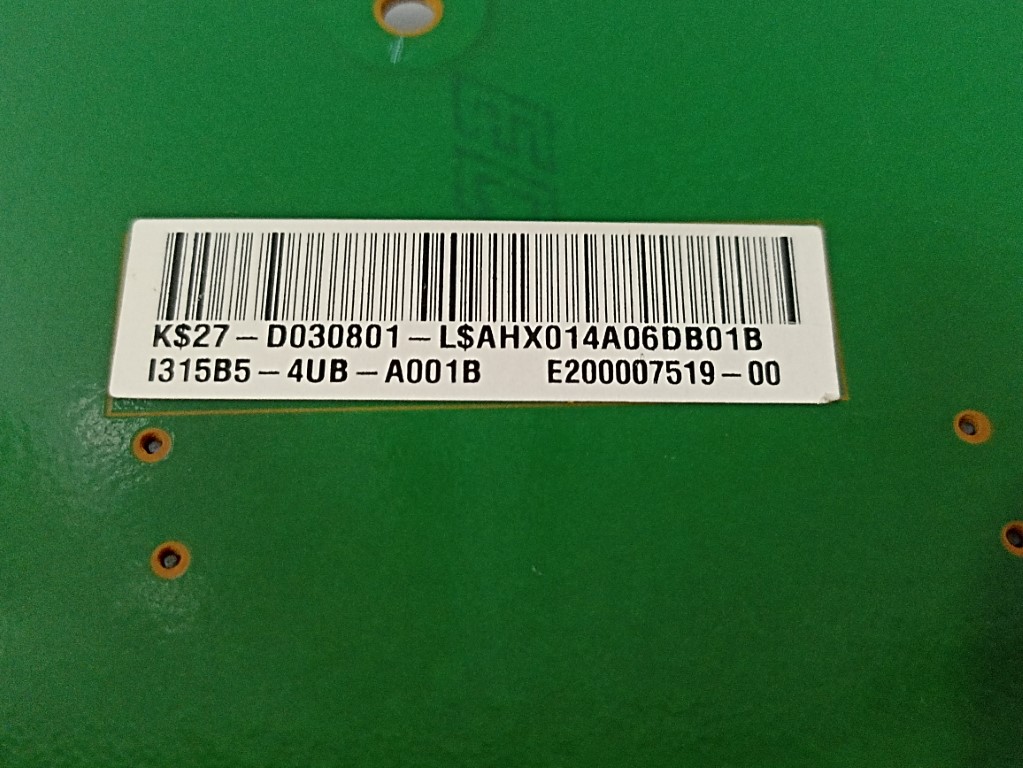 K$27-D030801-L$AHX014A06DB01B
I315B5-4UB-A001B E200007519-00